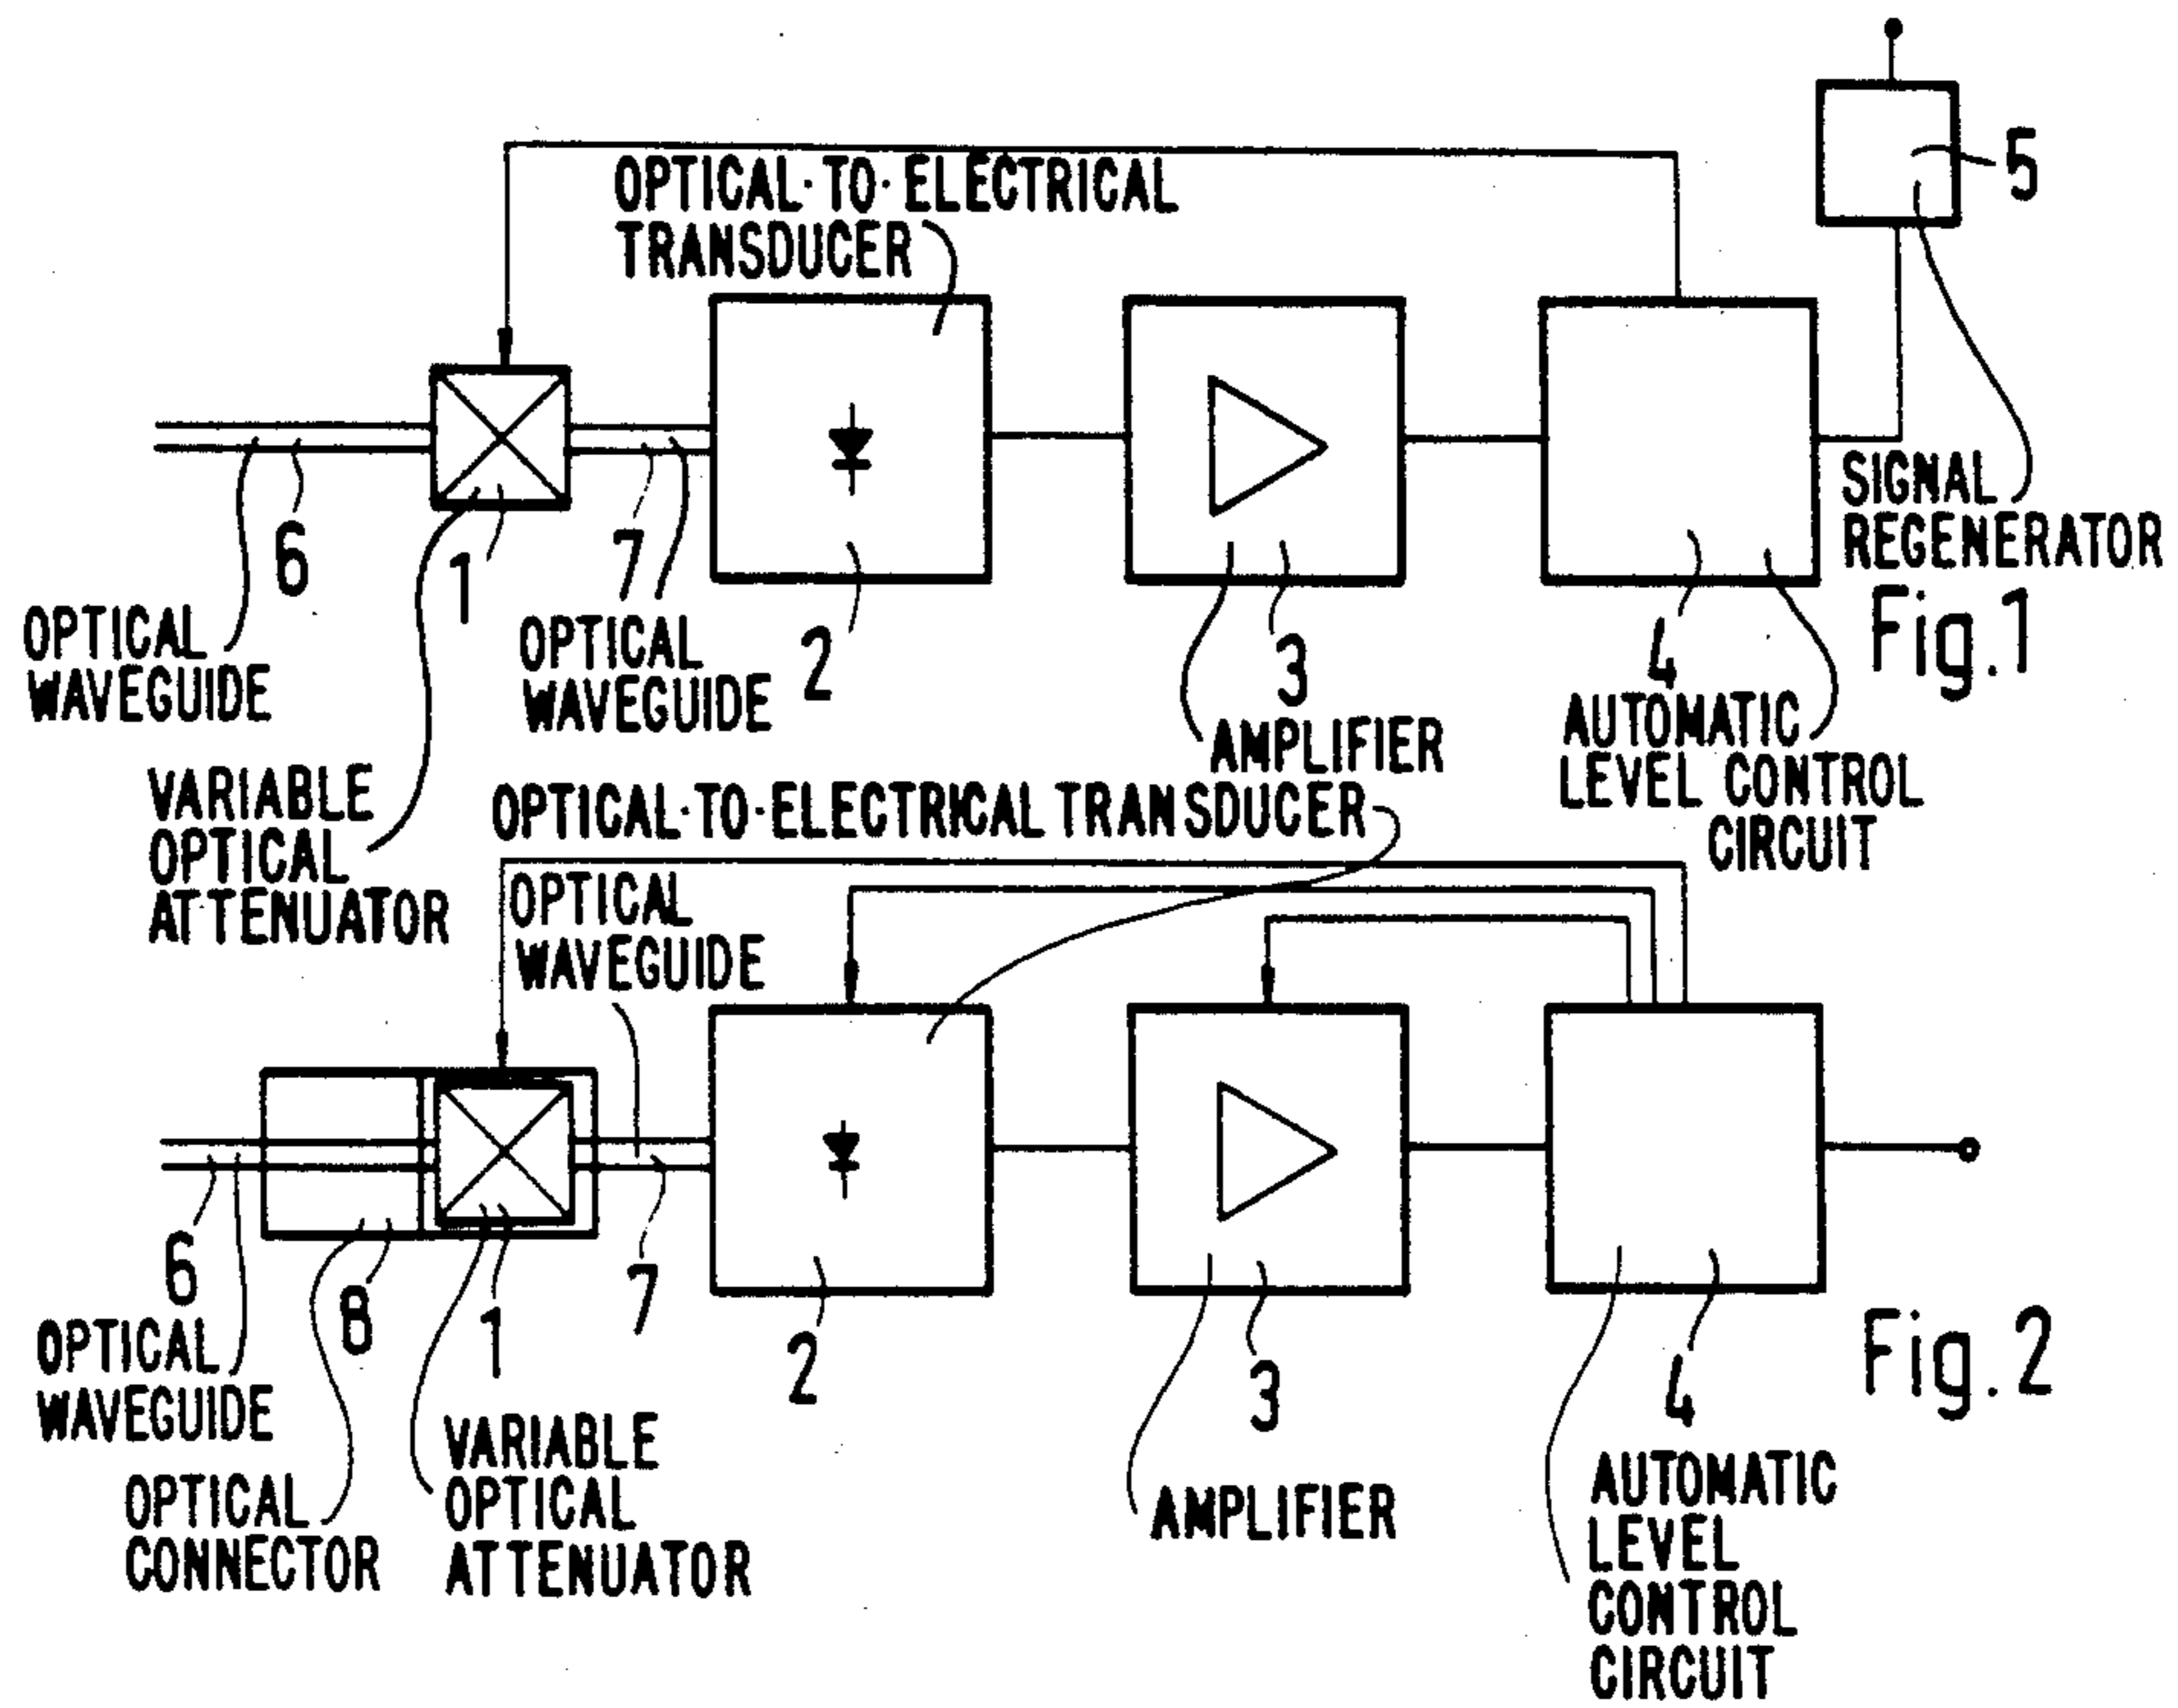 5
OPTICAL·TO·ELECTRICAL
TRANSDUCER
6
1
7
2
3
4
OPTICAL
WAVEGUIDE
OPTICAL
WAVEGUIDE
SIGNAL
REGENERATOR
Fig.1
VARIABLE
OPTICAL
ATTENUATOR
AMPLIFIER
AUTOMATIC
LEVEL CONTROL
CIRCUIT
OPTICAL·TO·ELECTRICAL TRANSDUCER
OPTICAL
WAVEGUIDE
6
8
1
7
2
3
4
Fig.2
OPTICAL
WAVEGUIDE
OPTICAL
CONNECTOR
VARIABLE
OPTICAL
ATTENUATOR
AMPLIFIER
AUTOMATIC
LEVEL
CONTROL
CIRCUIT